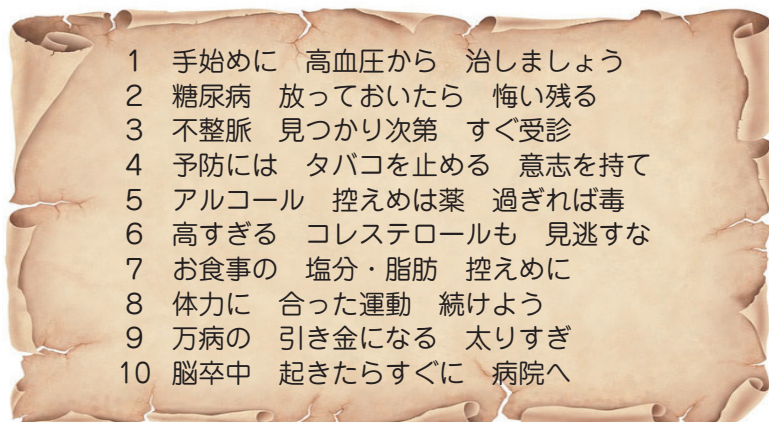 1 手始めに 高血圧から 治しましょう
2 糖尿病 放っておいたら 悔い残る
3 不整脈 見つかり次第 すぐ受診
4 予防には タバコを止める 意志を持て
5 アルコール 控えめは薬 過ぎれば毒
6 高すぎる コレステロールも 見逃すな
7 お食事の 塩分・脂肪 控えめに
8 体力に 合った運動 続けよう
9 万病の 引き金になる 太りすぎ
10 脳卒中 起きたらすぐに 病院へ